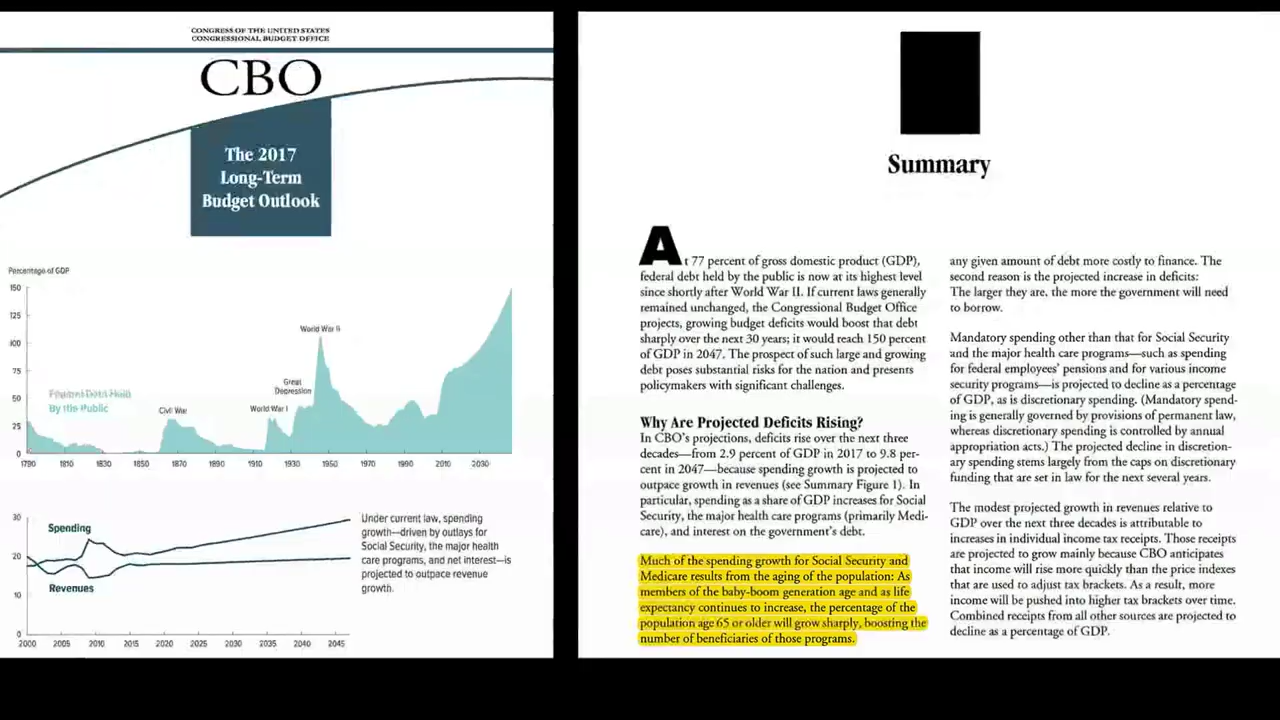 CONGRESS OF THE UNITED STATES
CONGRESSIONAL BUDGET OFFICE
CBO
The 2017
Long-Term
Budget Outlook
Percentage of GDP
150
125
100
75
50
25
0
World War II
Great
Depression
World War I
Civil War
Federal Debt Held
By the Public
1790 1810 1830 1850 1870 1890 1910 1930 1950 1970 1990 2010 2030
30
20
10
0
Spending
Revenues
2000 2005 2010 2015 2020 2025 2030 2035 2040 2045
Under current law, spending
growth—driven by outlays for
Social Security, the major health
care programs, and net interest—is
projected to outpace revenue
growth.
Summary
At 77 percent of gross domestic product (GDP),
federal debt held by the public is now at its highest level
since shortly after World War II. If current laws generally
remained unchanged, the Congressional Budget Office
projects, growing budget deficits would boost that debt
sharply over the next 30 years; it would reach 150 percent
of GDP in 2047. The prospect of such large and growing
debt poses substantial risks for the nation and presents
policymakers with significant challenges.
Why Are Projected Deficits Rising?
In CBO's projections, deficits rise over the next three
decades—from 2.9 percent of GDP in 2017 to 9.8 per-
cent in 2047—because spending growth is projected to
outpace growth in revenues (see Summary Figure 1). In
particular, spending as a share of GDP increases for Social
Security, the major health care programs (primarily Medi-
care), and interest on the government's debt.
Much of the spending growth for Social Security and
Medicare results from the aging of the population: As
members of the baby-boom generation age and as life
expectancy continues to increase, the percentage of the
population age 65 or older will grow sharply, boosting the
number of beneficiaries of those programs.
any given amount of debt more costly to finance. The
second reason is the projected increase in deficits:
The larger they are, the more the government will need
to borrow.
Mandatory spending other than that for Social Security
and the major health care programs—such as spending
for federal employees' pensions and for various income
security programs—is projected to decline as a percentage
of GDP, as is discretionary spending. (Mandatory spend-
ing is generally governed by provisions of permanent law,
whereas discretionary spending is controlled by annual
appropriation acts.) The projected decline in discretion-
ary spending stems largely from the caps on discretionary
funding that are set in law for the next several years.
The modest projected growth in revenues relative to
GDP over the next three decades is attributable to
increases in individual income tax receipts. Those receipts
are projected to grow mainly because CBO anticipates
that income will rise more quickly than the price indexes
that are used to adjust tax brackets. As a result, more
income will be pushed into higher tax brackets over time.
Combined receipts from all other sources are projected to
decline as a percentage of GDP.